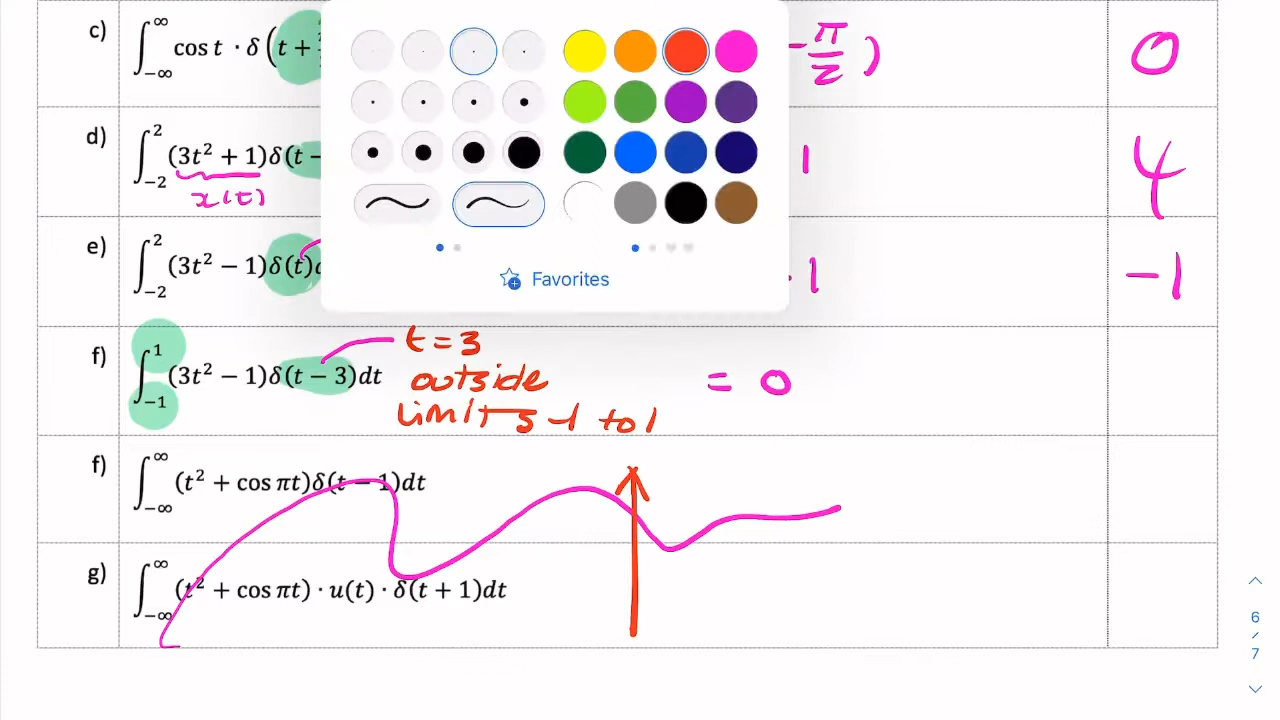 c) ∫_{-∞}^{∞} cos t · δ(t + -π/2) 0
d) ∫_{-2}^{2} (3t² + 1)δ(t − 1 4
x(t)
e) ∫_{-2}^{2} (3t² − 1)δ(t) 1 −1
f) ∫_{-1}^{1} (3t² − 1)δ(t − 3)dt t = 3 = 0
outside
limits -1 to 1
f) ∫_{-∞}^{∞} (t² + cos πt)δ(t − 1)dt
g) ∫_{-∞}^{∞} (t² + cos πt) · u(t) · δ(t + 1)dt
Favorites
6
/
7